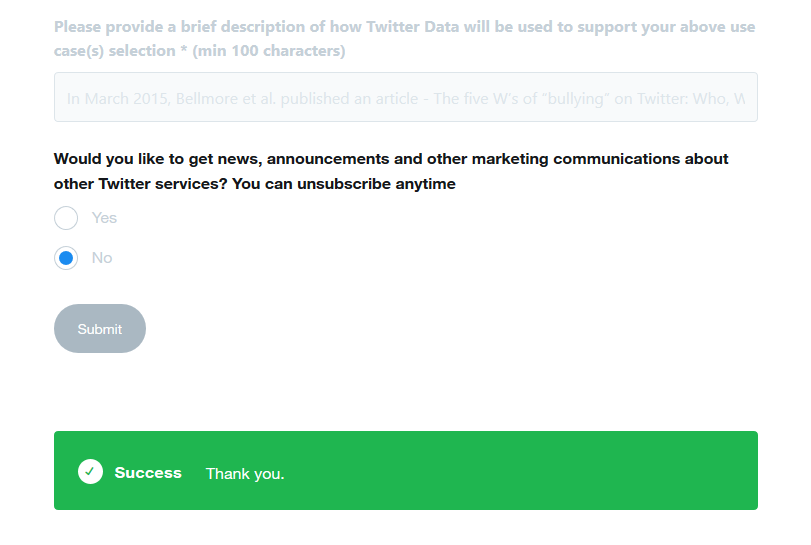 Please provide a brief description of how Twitter Data will be used to support your above use
case(s) selection * (min 100 characters)
In March 2015, Bellmore et al. published an article - The five W's of "bullying" on Twitter: Who, W
Would you like to get news, announcements and other marketing communications about
other Twitter services? You can unsubscribe anytime
Yes
No
Submit
Success Thank you.